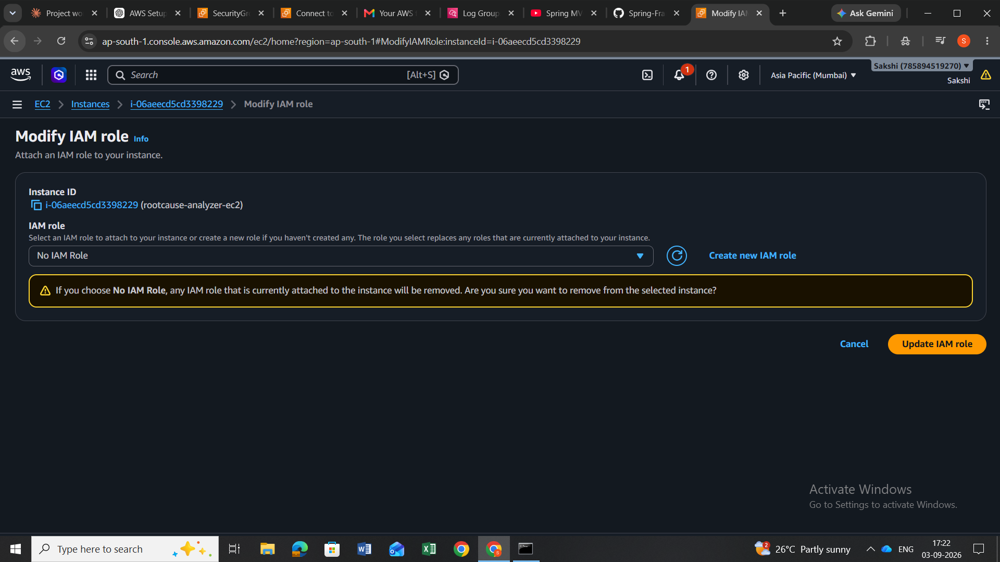 Project wo
AWS Setup
SecurityGr
Connect to
Your AWS
Log Group
Spring MV
Spring-Fra
Modify IAM
Ask Gemini
ap-south-1.console.aws.amazon.com/ec2/home?region=ap-south-1#ModifyIAMRole:instanceId=i-06aeecd5cd3398229
S
aws
Search
[Alt+S]
1
Asia Pacific (Mumbai)
Sakshi (785894519270)
Sakshi
EC2
Instances
i-06aeecd5cd3398229
Modify IAM role
Modify IAM role Info
Attach an IAM role to your instance.
Instance ID
i-06aeecd5cd3398229 (rootcause-analyzer-ec2)
IAM role
Select an IAM role to attach to your instance or create a new role if you haven't created any. The role you select replaces any roles that are currently attached to your instance.
No IAM Role
Create new IAM role
If you choose No IAM Role, any IAM role that is currently attached to the instance will be removed. Are you sure you want to remove from the selected instance?
Cancel
Update IAM role
Activate Windows
Go to Settings to activate Windows.
Type here to search
2
26°C Partly sunny
ENG
17:22
03-09-2026